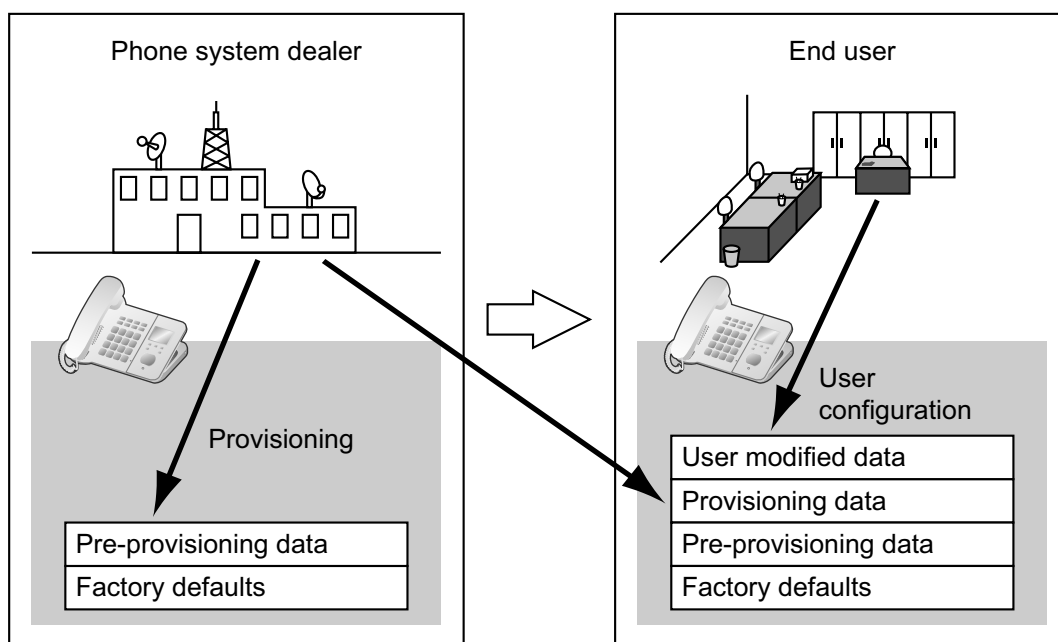 Phone system dealer
Provisioning
Pre-provisioning data
Factory defaults
End user
User
configuration
User modified data
Provisioning data
Pre-provisioning data
Factory defaults